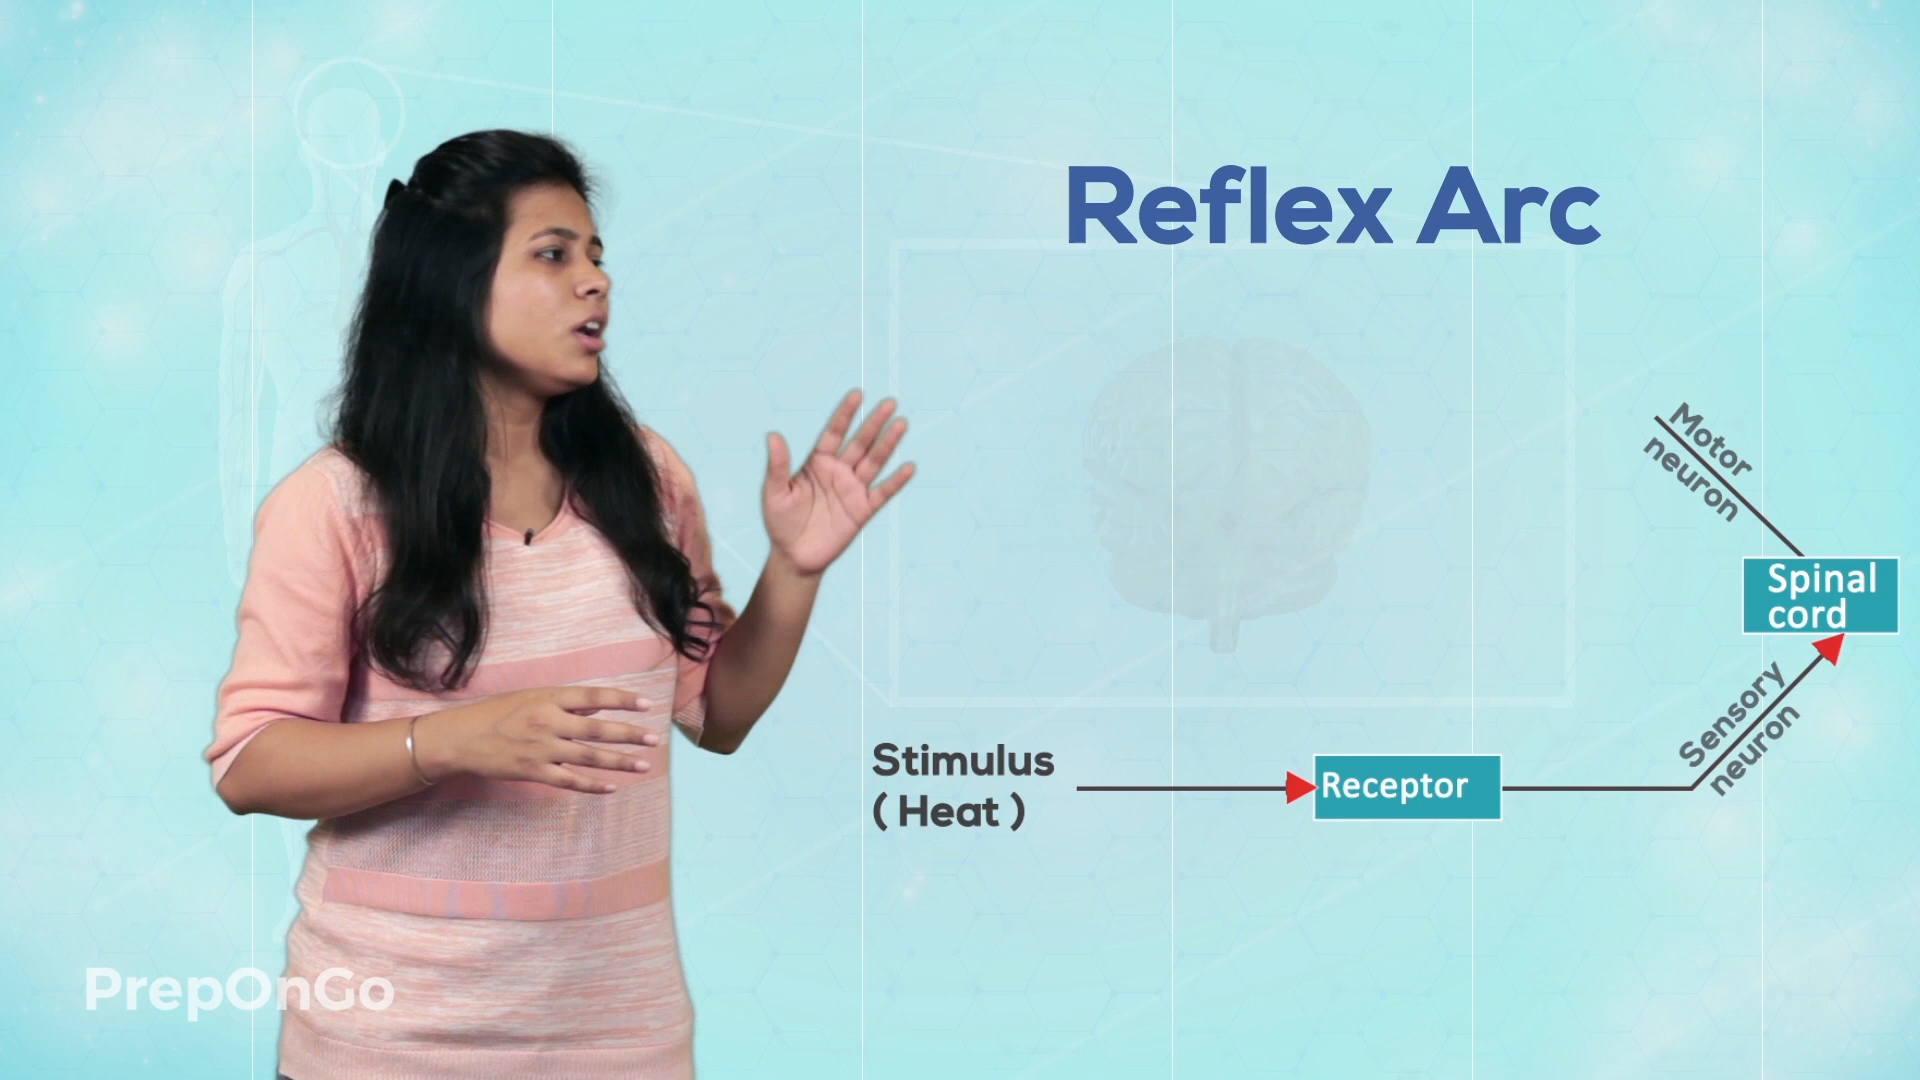 Reflex Arc
Motor
neuron
Spinal
cord
Sensory
neuron
Stimulus
( Heat )
Receptor
PrepOnGo